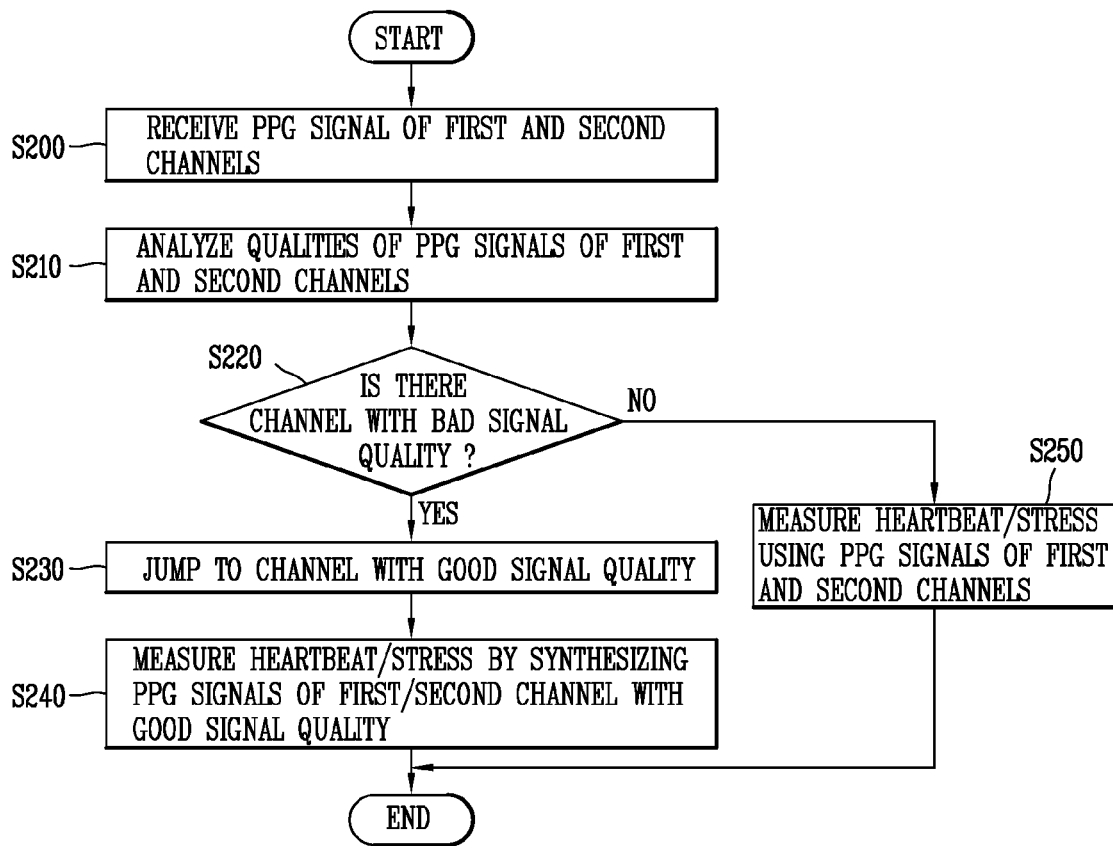 START
S200
RECEIVE PPG SIGNAL OF FIRST AND SECOND
CHANNELS
S210
ANALYZE QUALITIES OF PPG SIGNALS OF FIRST
AND SECOND CHANNELS
S220
IS THERE
CHANNEL WITH BAD SIGNAL
QUALITY ?
NO
YES
S250
MEASURE HEARTBEAT/STRESS
USING PPG SIGNALS OF FIRST
AND SECOND CHANNELS
S230
JUMP TO CHANNEL WITH GOOD SIGNAL QUALITY
S240
MEASURE HEARTBEAT/STRESS BY SYNTHESIZING
PPG SIGNALS OF FIRST/SECOND CHANNEL WITH
GOOD SIGNAL QUALITY
END